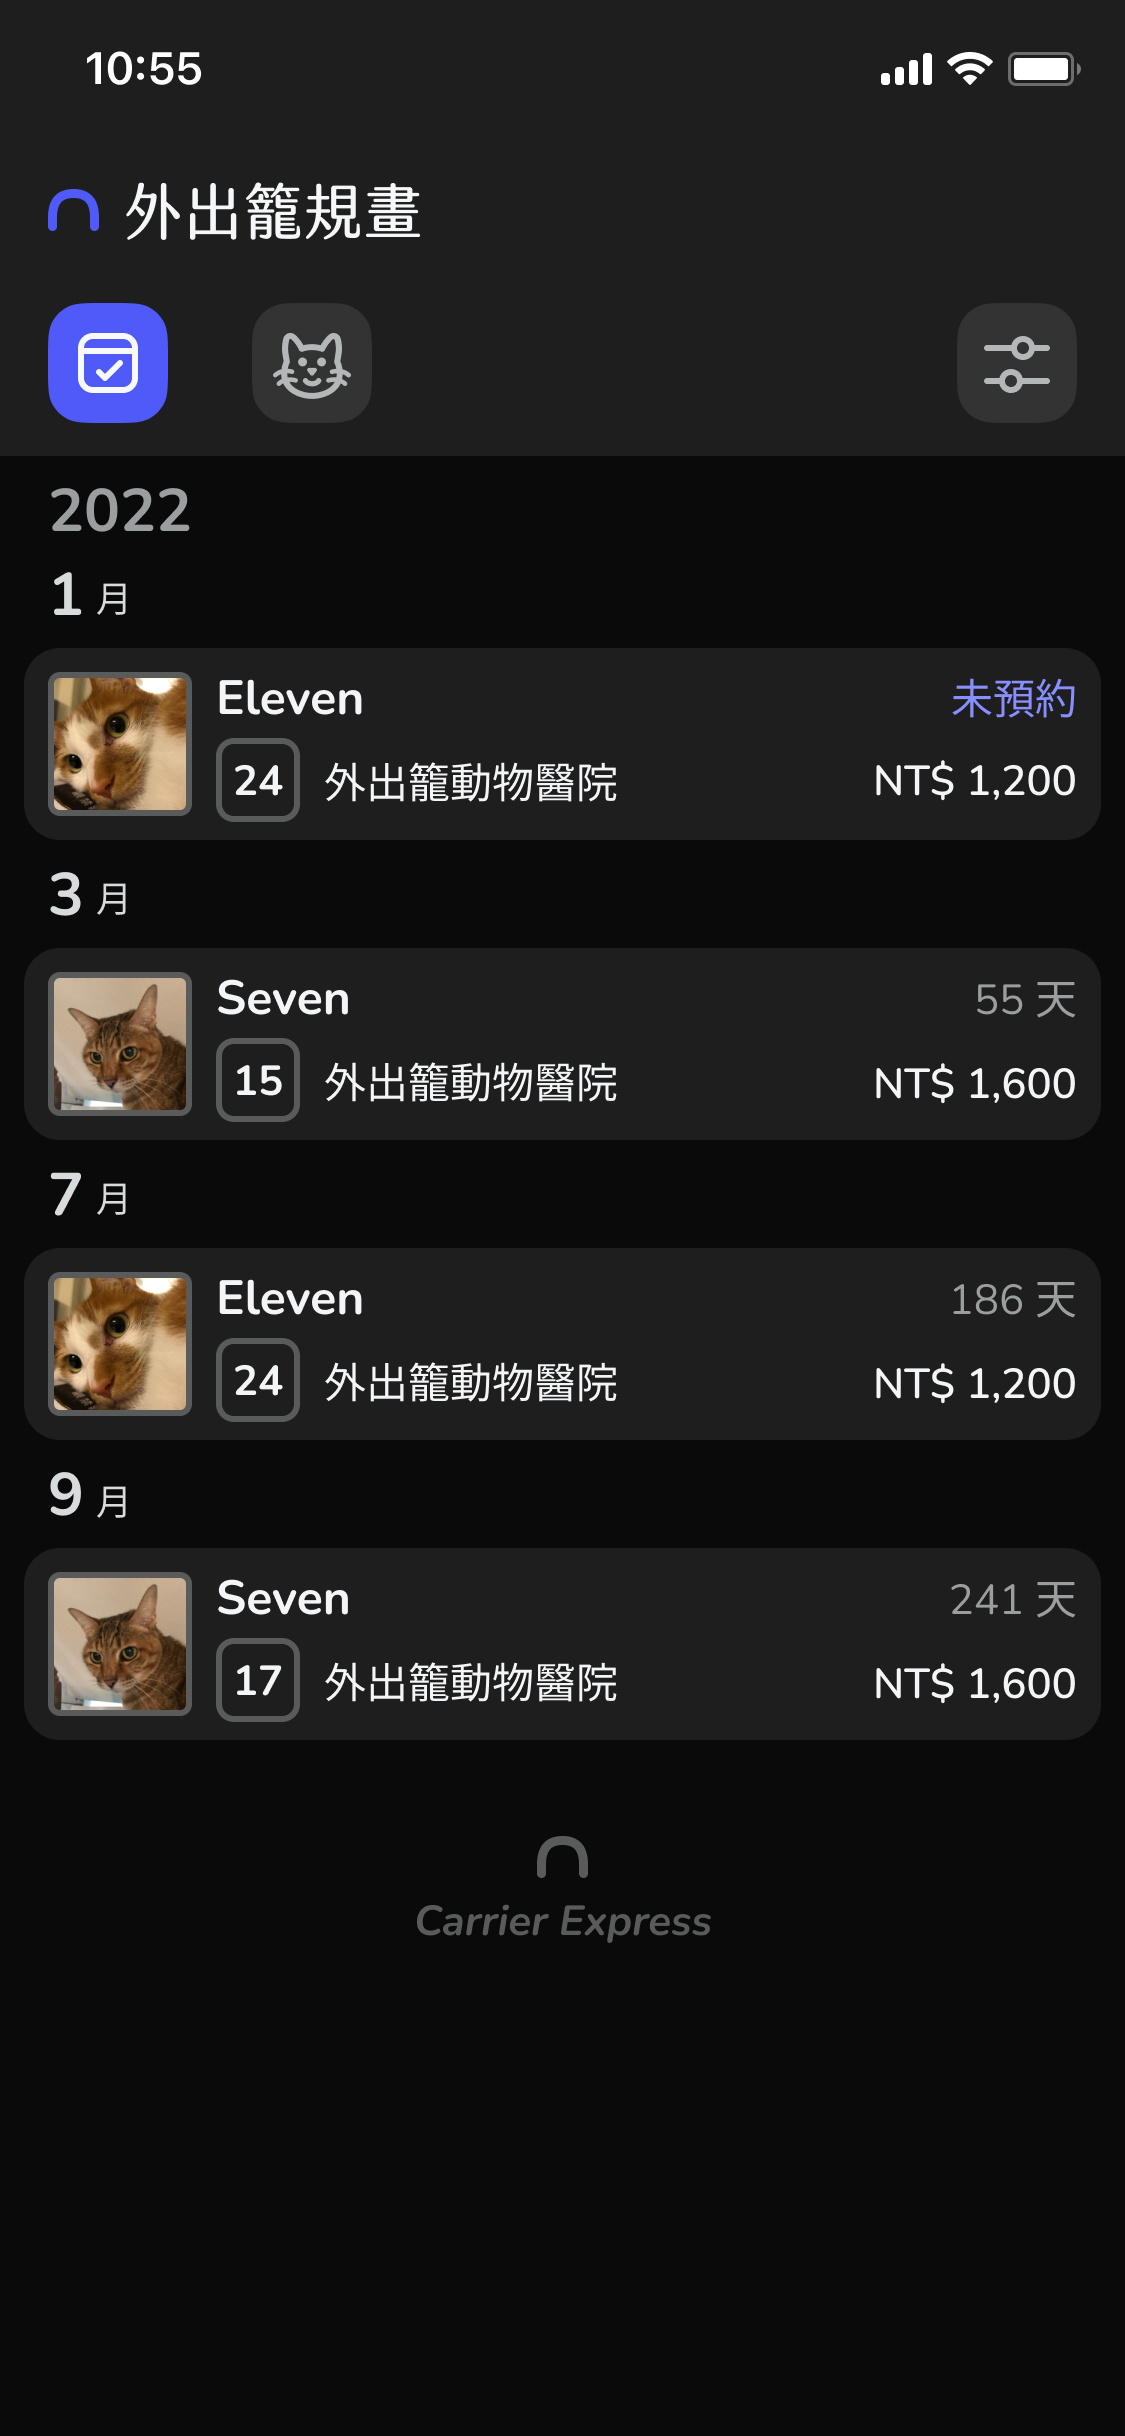 10:55
外出籠規畫
2022
1 月
Eleven 未預約
24 外出籠動物醫院 NT$ 1,200
3 月
Seven 55 天
15 外出籠動物醫院 NT$ 1,600
7 月
Eleven 186 天
24 外出籠動物醫院 NT$ 1,200
9 月
Seven 241 天
17 外出籠動物醫院 NT$ 1,600
Carrier Express